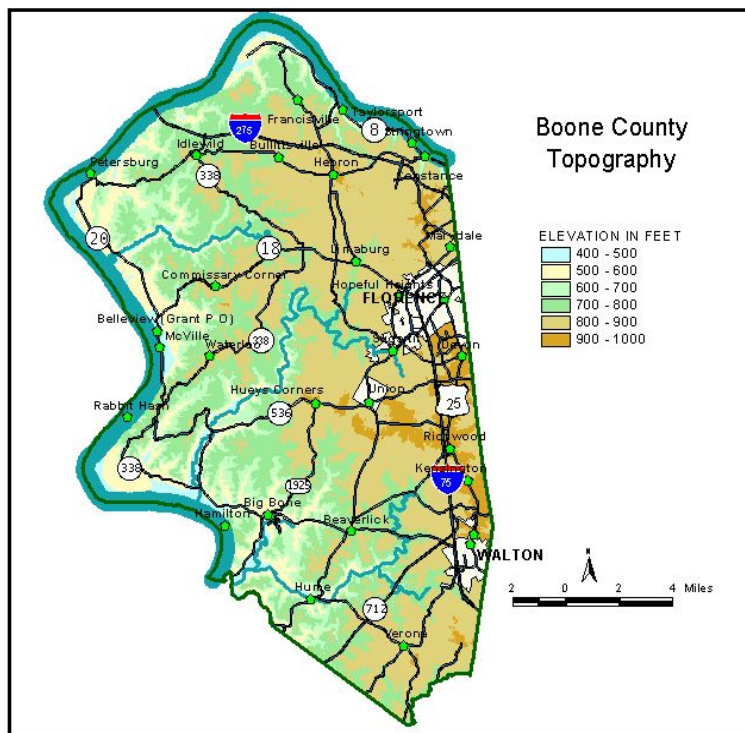 Boone County
Topography
ELEVATION IN FEET
400 - 500
500 - 600
600 - 700
700 - 800
800 - 900
900 - 1000
Taylorsport
Francisville
8
275
Stringtown
Idlewild
Bullittsville
Petersburg
Hebron
Constance
338
20
18
Marydale
Limaburg
Commissary Corner
Hopeful Heights
FLORENCE
Belleview (Grant P O)
McVille
Waterloo
338
Devon
Hueys Corners
Union
25
Rabbit Hash
536
Richwood
338
Kensington
75
1925
Big Bone
Hamilton
Beaverlick
WALTON
N
2 0 2 4 Miles
Hume
712
Verona